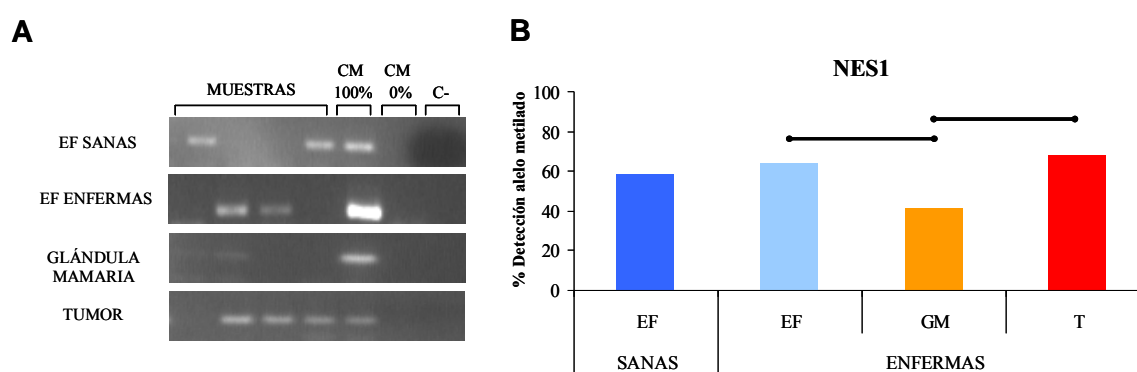 A
MUESTRAS
CM
100%
CM
0%
C-
EF SANAS
EF ENFERMAS
GLÁNDULA
MAMARIA
TUMOR
B
NES1
% Detección alelo metilado
100
80
60
40
20
0
EF
EF
GM
T
SANAS
ENFERMAS